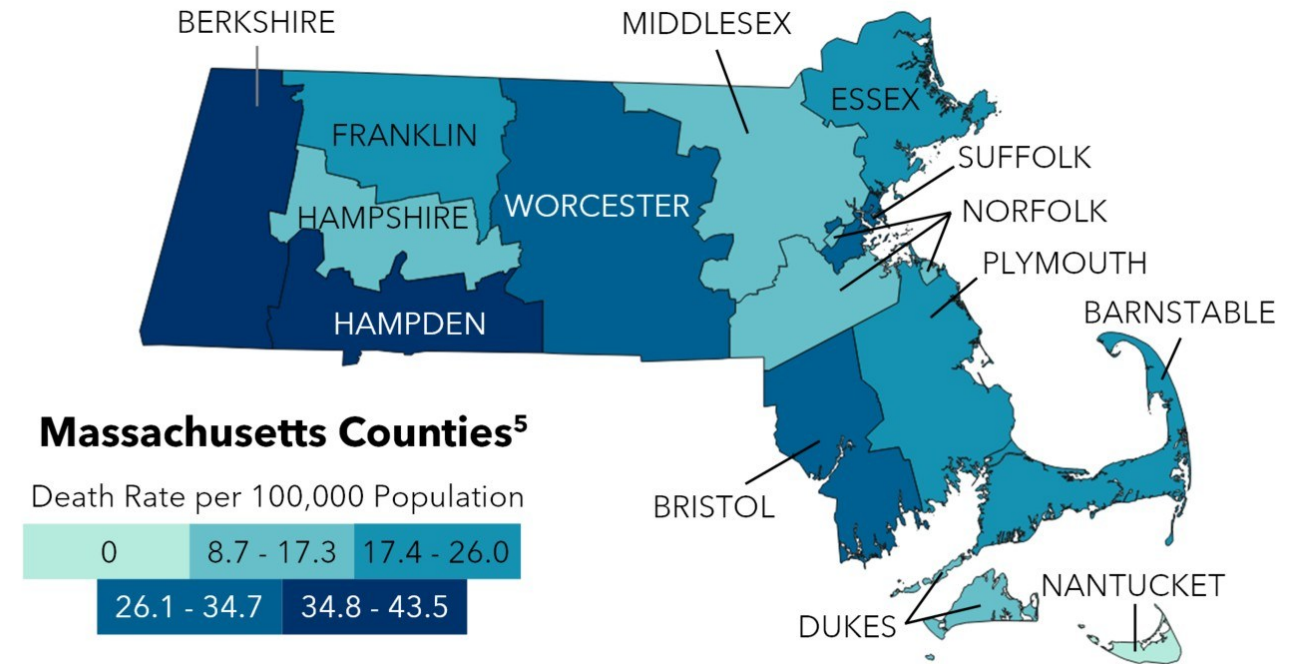 BERKSHIRE
MIDDLESEX
ESSEX
FRANKLIN
SUFFOLK
HAMPSHIRE
WORCESTER
NORFOLK
PLYMOUTH
BARNSTABLE
HAMPDEN
Massachusetts Counties⁵
Death Rate per 100,000 Population
0
8.7 - 17.3
17.4 - 26.0
26.1 - 34.7
34.8 - 43.5
BRISTOL
NANTUCKET
DUKES